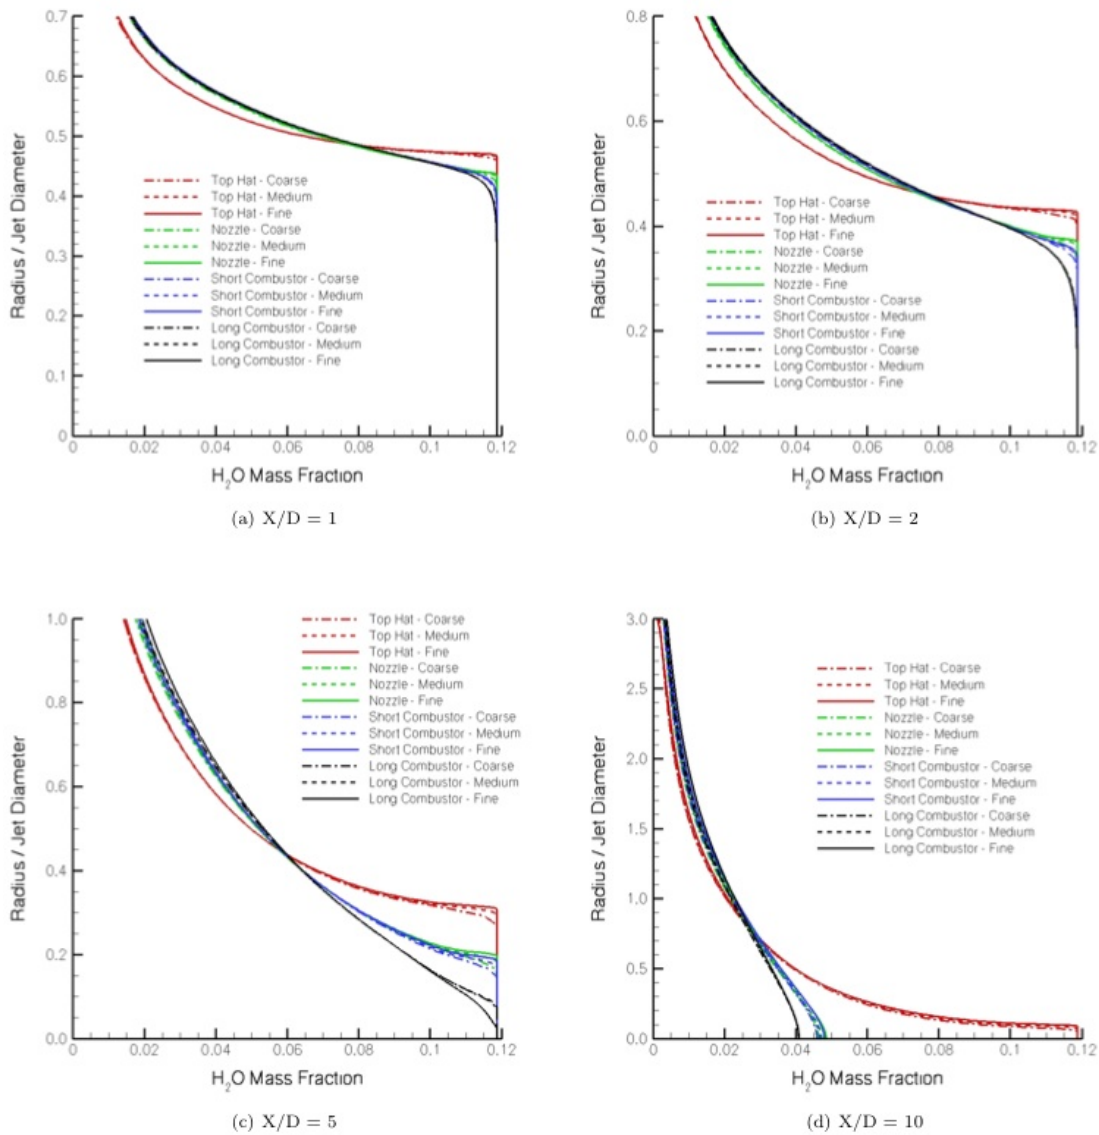 0.7
0.6
0.5
0.4
0.3
0.2
0.1
0
0.02
0.04
0.06
0.08
0.1
0.12
Radius / Jet Diameter
H2O Mass Fraction
Top Hat - Coarse
Top Hat - Medium
Top Hat - Fine
Nozzle - Coarse
Nozzle - Medium
Nozzle - Fine
Short Combustor - Coarse
Short Combustor - Medium
Short Combustor - Fine
Long Combustor - Coarse
Long Combustor - Medium
Long Combustor - Fine
(a) X/D = 1
0.8
0.6
0.4
0.2
0.0
0
0.02
0.04
0.06
0.08
0.1
0.12
Radius / Jet Diameter
H2O Mass Fraction
Top Hat - Coarse
Top Hat - Medium
Top Hat - Fine
Nozzle - Coarse
Nozzle - Medium
Nozzle - Fine
Short Combustor - Coarse
Short Combustor - Medium
Short Combustor - Fine
Long Combustor - Coarse
Long Combustor - Medium
Long Combustor - Fine
(b) X/D = 2
1.0
0.8
0.6
0.4
0.2
0.0
0.02
0.04
0.06
0.08
0.1
0.12
Radius / Jet Diameter
H2O Mass Fraction
Top Hat - Coarse
Top Hat - Medium
Top Hat - Fine
Nozzle - Coarse
Nozzle - Medium
Nozzle - Fine
Short Combustor - Coarse
Short Combustor - Medium
Short Combustor - Fine
Long Combustor - Coarse
Long Combustor - Medium
Long Combustor - Fine
(c) X/D = 5
3.0
2.5
2.0
1.5
1.0
0.5
0.0
0
0.02
0.04
0.06
0.08
0.1
0.12
Radius / Jet Diameter
H2O Mass Fraction
Top Hat - Coarse
Top Hat - Medium
Top Hat - Fine
Nozzle - Coarse
Nozzle - Medium
Nozzle - Fine
Short Combustor - Coarse
Short Combustor - Medium
Short Combustor - Fine
Long Combustor - Coarse
Long Combustor - Medium
Long Combustor - Fine
(d) X/D = 10